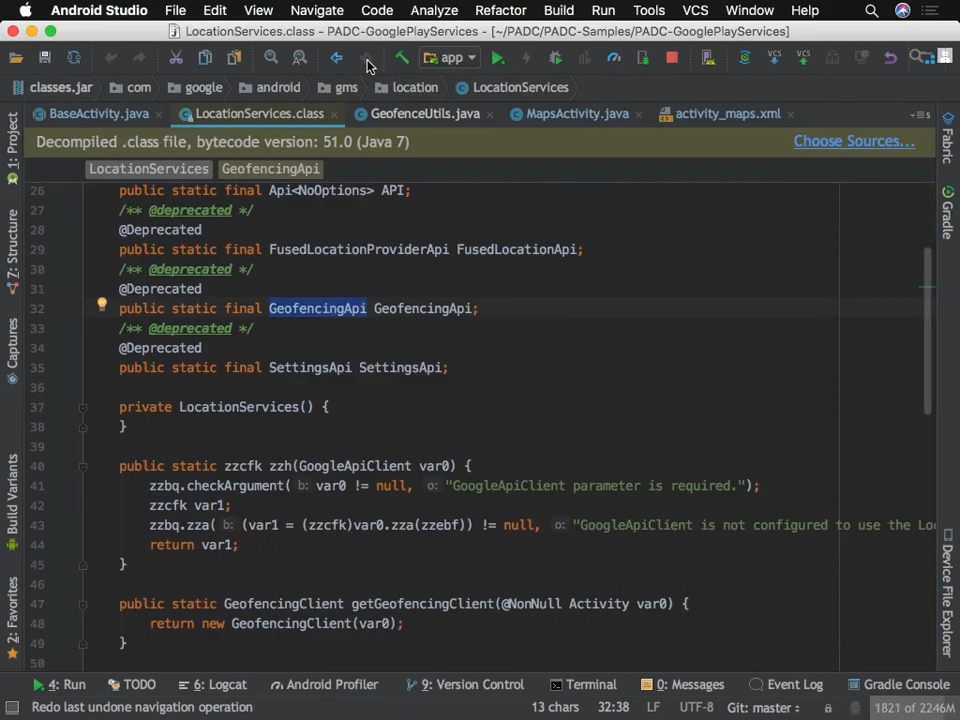 Android Studio File Edit View Navigate Code Analyze Refactor Build Run Tools VCS Window Help
LocationServices.class - PADC-GooglePlayServices - [~/PADC/PADC-Samples/PADC-GooglePlayServices]
app VCS VCS
classes.jar com google android gms location LocationServices
BaseActivity.java LocationServices.class GeofenceUtils.java MapsActivity.java activity_maps.xml
Decompiled .class file, bytecode version: 51.0 (Java 7) Choose Sources...
LocationServices GeofencingApi
26 public static final Api<NoOptions> API;
27 /** @deprecated */
28 @Deprecated
29 public static final FusedLocationProviderApi FusedLocationApi;
30 /** @deprecated */
31 @Deprecated
32 public static final GeofencingApi GeofencingApi;
33 /** @deprecated */
34 @Deprecated
35 public static final SettingsApi SettingsApi;
36
37 private LocationServices() {
38 }
39
40 public static zzcfk zzh(GoogleApiClient var0) {
41 zzbq.checkArgument( b: var0 != null, o: "GoogleApiClient parameter is required.");
42 zzcfk var1;
43 zzbq.zza( b: (var1 = (zzcfk)var0.zza(zzebf)) != null, o: "GoogleApiClient is not configured to use the Lo
44 return var1;
45 }
46
47 public static GeofencingClient getGeofencingClient(@NonNull Activity var0) {
48 return new GeofencingClient(var0);
49 }
50
1: Project
7: Structure
Captures
Build Variants
2: Favorites
Fabric
Gradle
Device File Explorer
4: Run TODO 6: Logcat Android Profiler 9: Version Control Terminal 0: Messages Event Log Gradle Console
Redo last undone navigation operation 13 chars 32:38 LF UTF-8 Git: master 1821 of 2246M